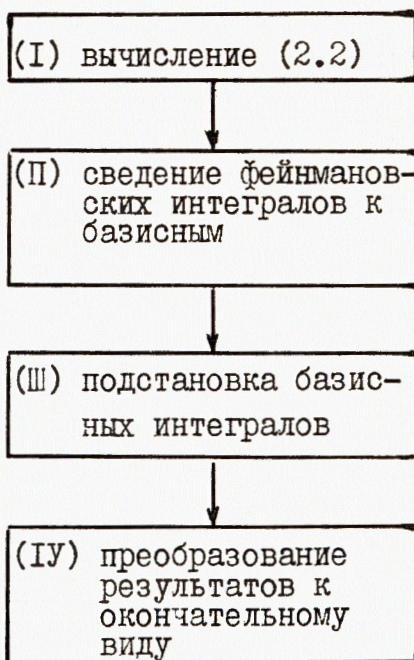 (I) вычисление (2.2)
(П) сведение фейнманов-
ских интегралов к
базисным
(Ш) подстановка базис-
ных интегралов
(IУ) преобразование
результатов к
окончательному
виду